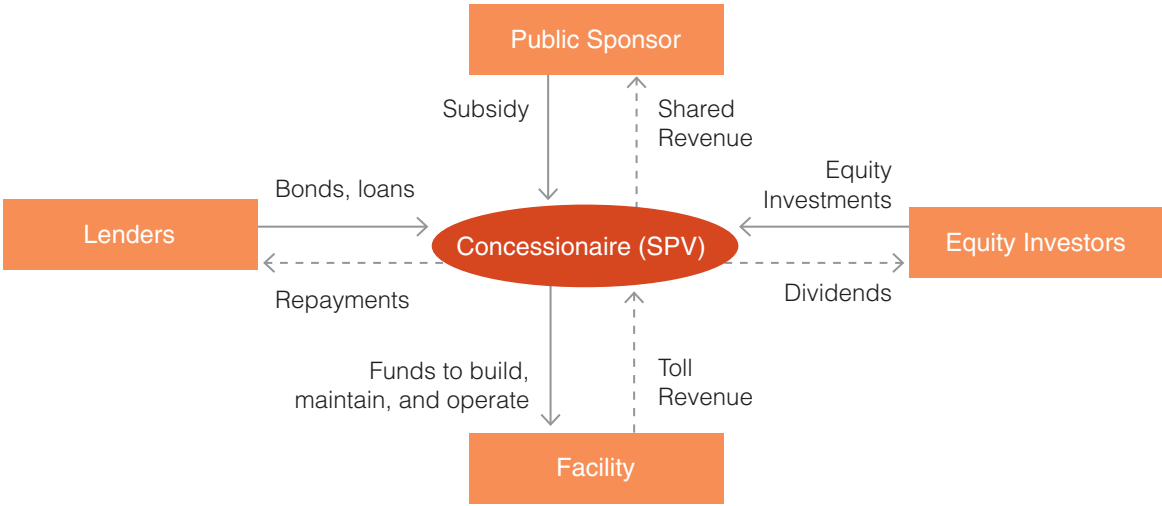 Public Sponsor
Subsidy
Shared
Revenue
Bonds, loans
Equity
Investments
Lenders
Concessionaire (SPV)
Equity Investors
Repayments
Dividends
Funds to build,
maintain, and operate
Toll
Revenue
Facility